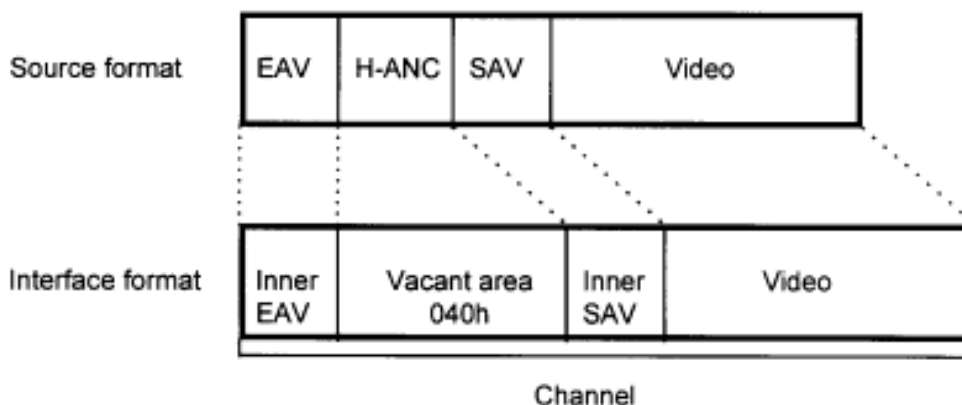 Source format
EAV
H-ANC
SAV
Video
Interface format
Inner
EAV
Vacant area
040h
Inner
SAV
Video
Channel